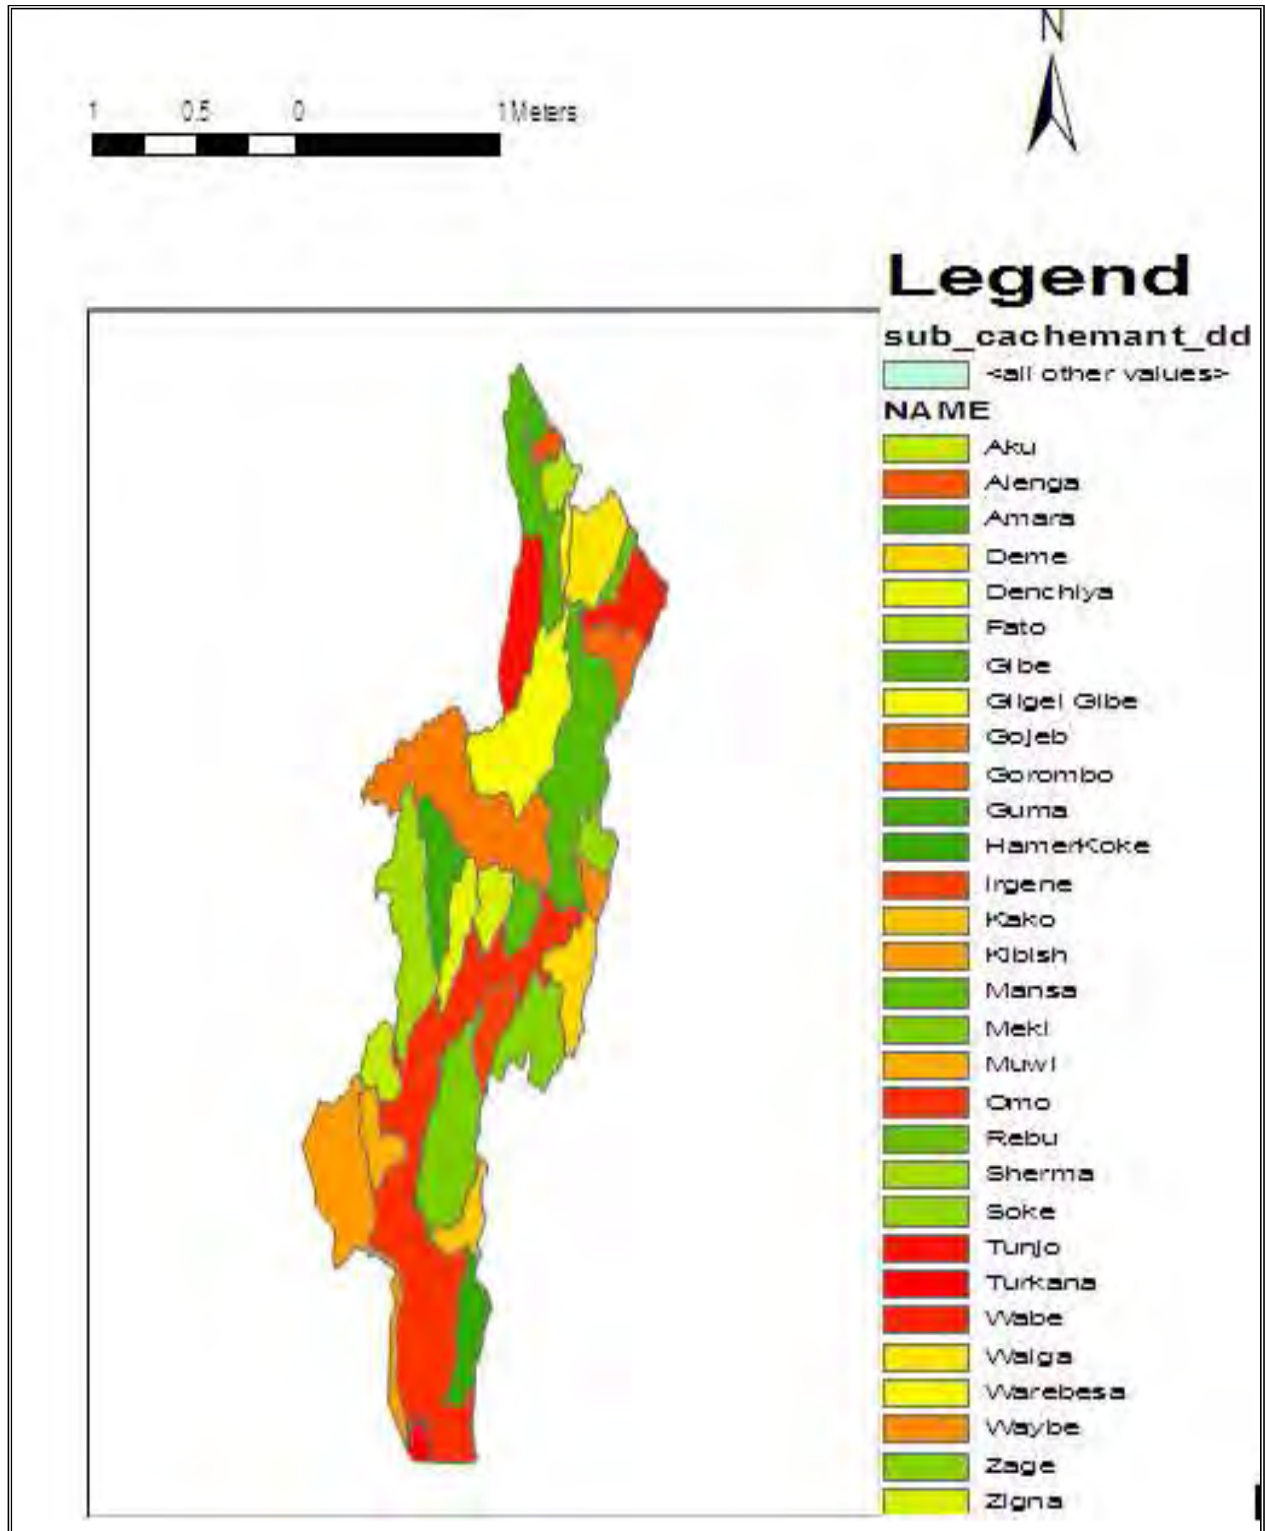 N
1 0.5 0 1 Meters
Legend
sub_cachemant_dd
<all other values>
NAME
Aku
Alenga
Amara
Deme
Denchiya
Fato
Gibe
Gilgel Gibe
Gojeb
Gorombo
Guma
HamerKoke
Irgene
Kako
Kibish
Mansa
Meki
Muwi
Omo
Rebu
Sherma
Soke
Tunjo
Turkana
Wabe
Walga
Warebesa
Waybe
Zage
Zigna